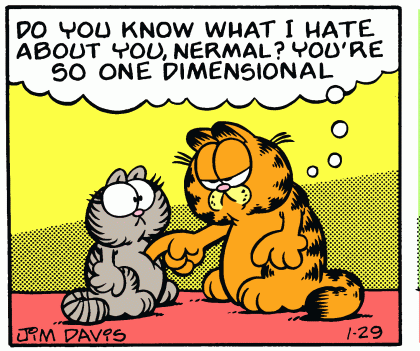 DO YOU KNOW WHAT I HATE
ABOUT YOU, NERMAL? YOU'RE
SO ONE DIMENSIONAL
JIM DAVIS
1-29